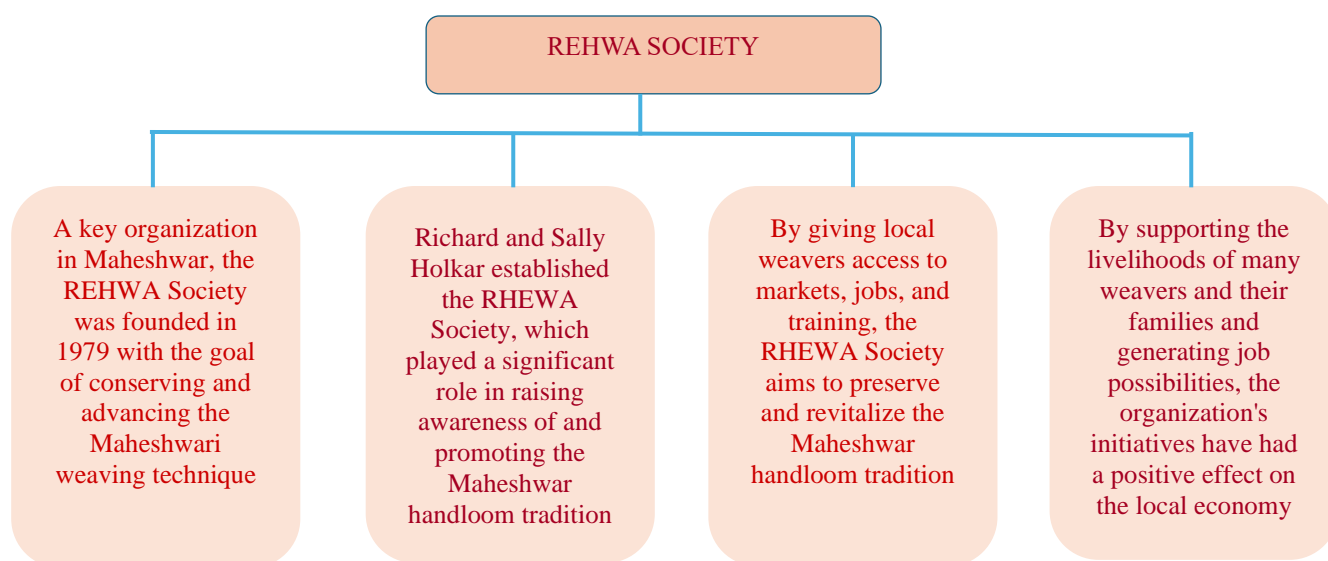 REHWA SOCIETY
A key organization
in Maheshwar, the
REHWA Society
was founded in
1979 with the goal
of conserving and
advancing the
Maheshwari
weaving technique
Richard and Sally
Holkar established
the RHEWA
Society, which
played a significant
role in raising
awareness of and
promoting the
Maheshwar
handloom tradition
By giving local
weavers access to
markets, jobs, and
training, the
RHEWA Society
aims to preserve
and revitalize the
Maheshwar
handloom tradition
By supporting the
livelihoods of many
weavers and their
families and
generating job
possibilities, the
organization's
initiatives have had
a positive effect on
the local economy